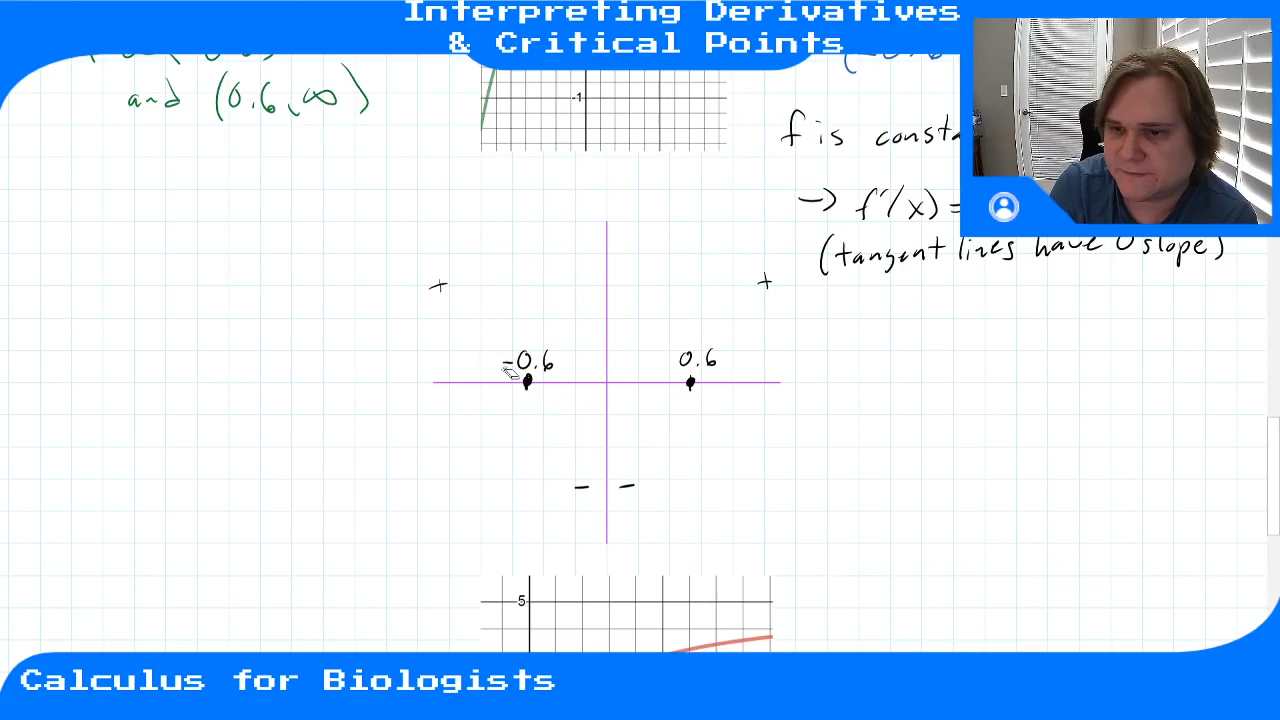 Interpreting Derivatives
& Critical Points
and (0.6, ∞)
-1
f is
→ f'(x) =
(tangent lines have 0 slope)
+ +
-0.6 0.6
- -
5
Calculus for Biologists